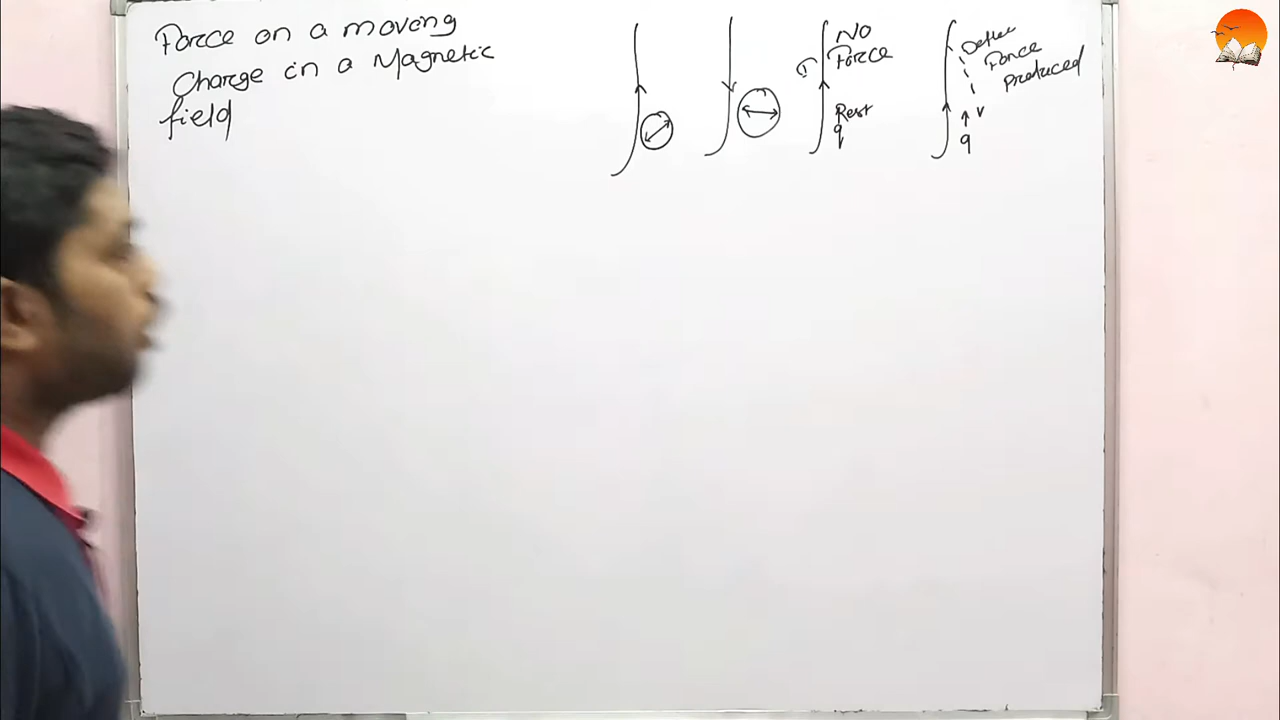 Force on a moving
Charge in a Magnetic
field
NO
Force
Rest
q
Deflec
Force
Produced
v
q